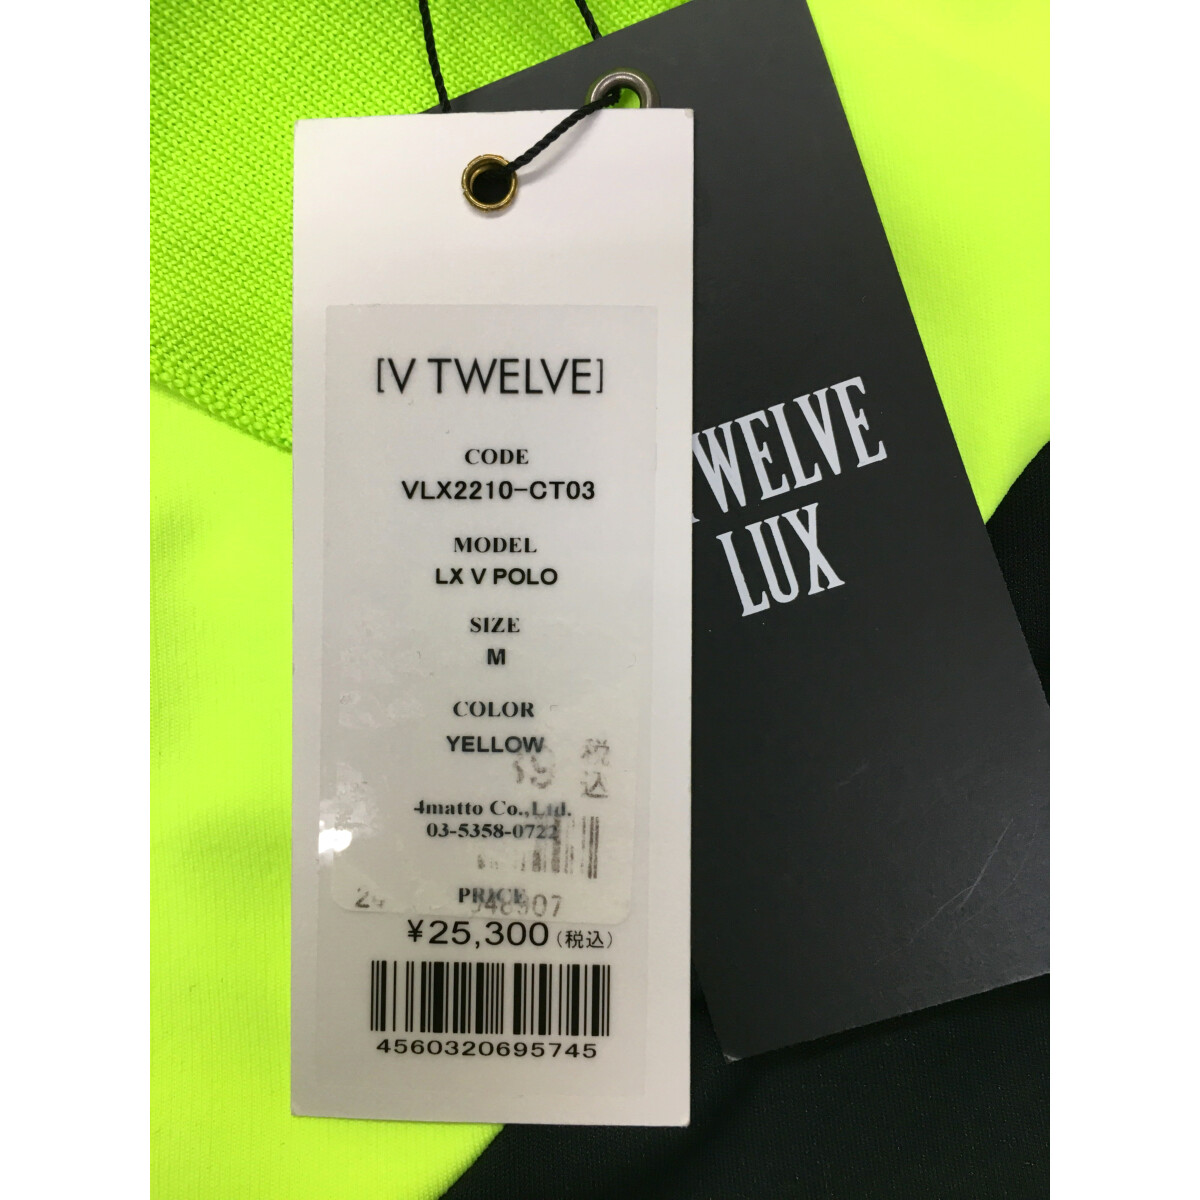 [V TWELVE]
CODE
VLX2210-CT03
MODEL
LX V POLO
SIZE
M
COLOR
YELLOW
税
込
4matto Co.,Ltd.
03-5358-0722
PRICE
¥25,300(税込)
4560320695745
TWELVE
LUX